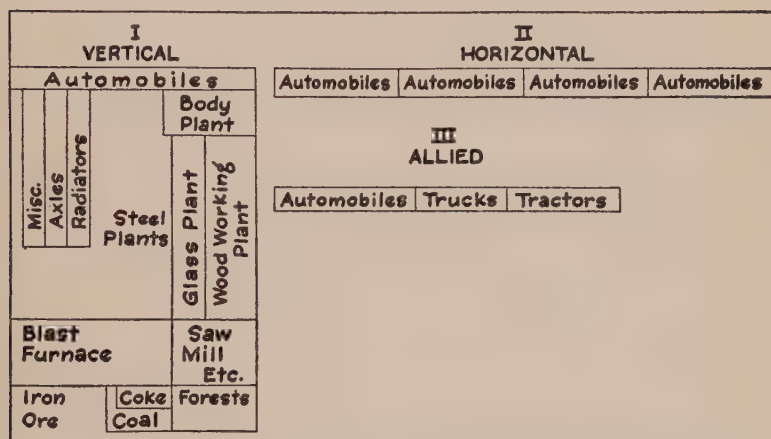 I
VERTICAL
Automobiles
Body
Plant
Misc.
Axles
Radiators
Steel
Plants
Glass Plant
Wood Working
Plant
Blast
Furnace
Saw
Mill
Etc.
Iron
Ore
Coke
Coal
Forests
II
HORIZONTAL
Automobiles Automobiles Automobiles Automobiles
III
ALLIED
Automobiles Trucks Tractors